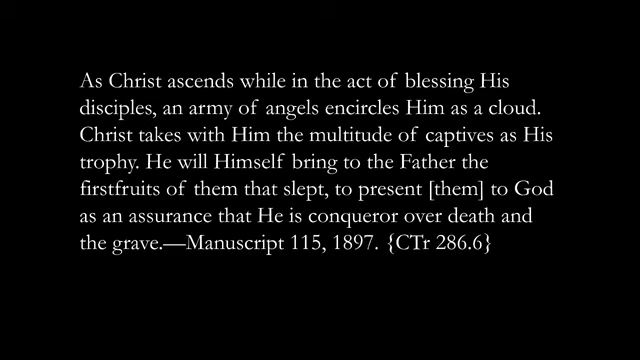 As Christ ascends while in the act of blessing His
disciples, an army of angels encircles Him as a cloud.
Christ takes with Him the multitude of captives as His
trophy. He will Himself bring to the Father the
firstfruits of them that slept, to present [them] to God
as an assurance that He is conqueror over death and
the grave.—Manuscript 115, 1897. {CTr 286.6}